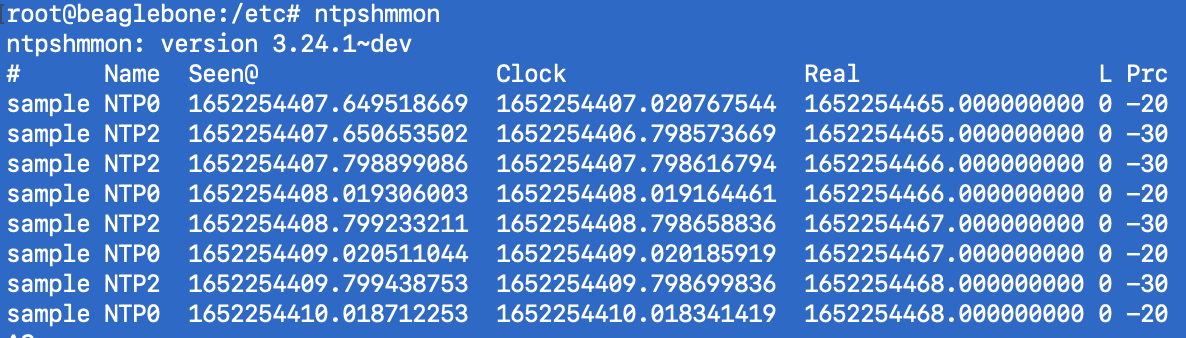 root@beaglebone:/etc# ntpshmmon
ntpshmmon: version 3.24.1~dev
# Name Seen@ Clock Real L Prc
sample NTP0 1652254407.649518669 1652254407.020767544 1652254465.000000000 0 -20
sample NTP2 1652254407.650653502 1652254406.798573669 1652254465.000000000 0 -30
sample NTP2 1652254407.798899086 1652254407.798616794 1652254466.000000000 0 -30
sample NTP0 1652254408.019306003 1652254408.019164461 1652254466.000000000 0 -20
sample NTP2 1652254408.799233211 1652254408.798658836 1652254467.000000000 0 -30
sample NTP0 1652254409.020511044 1652254409.020185919 1652254467.000000000 0 -20
sample NTP2 1652254409.799438753 1652254409.798699836 1652254468.000000000 0 -30
sample NTP0 1652254410.018712253 1652254410.018341419 1652254468.000000000 0 -20